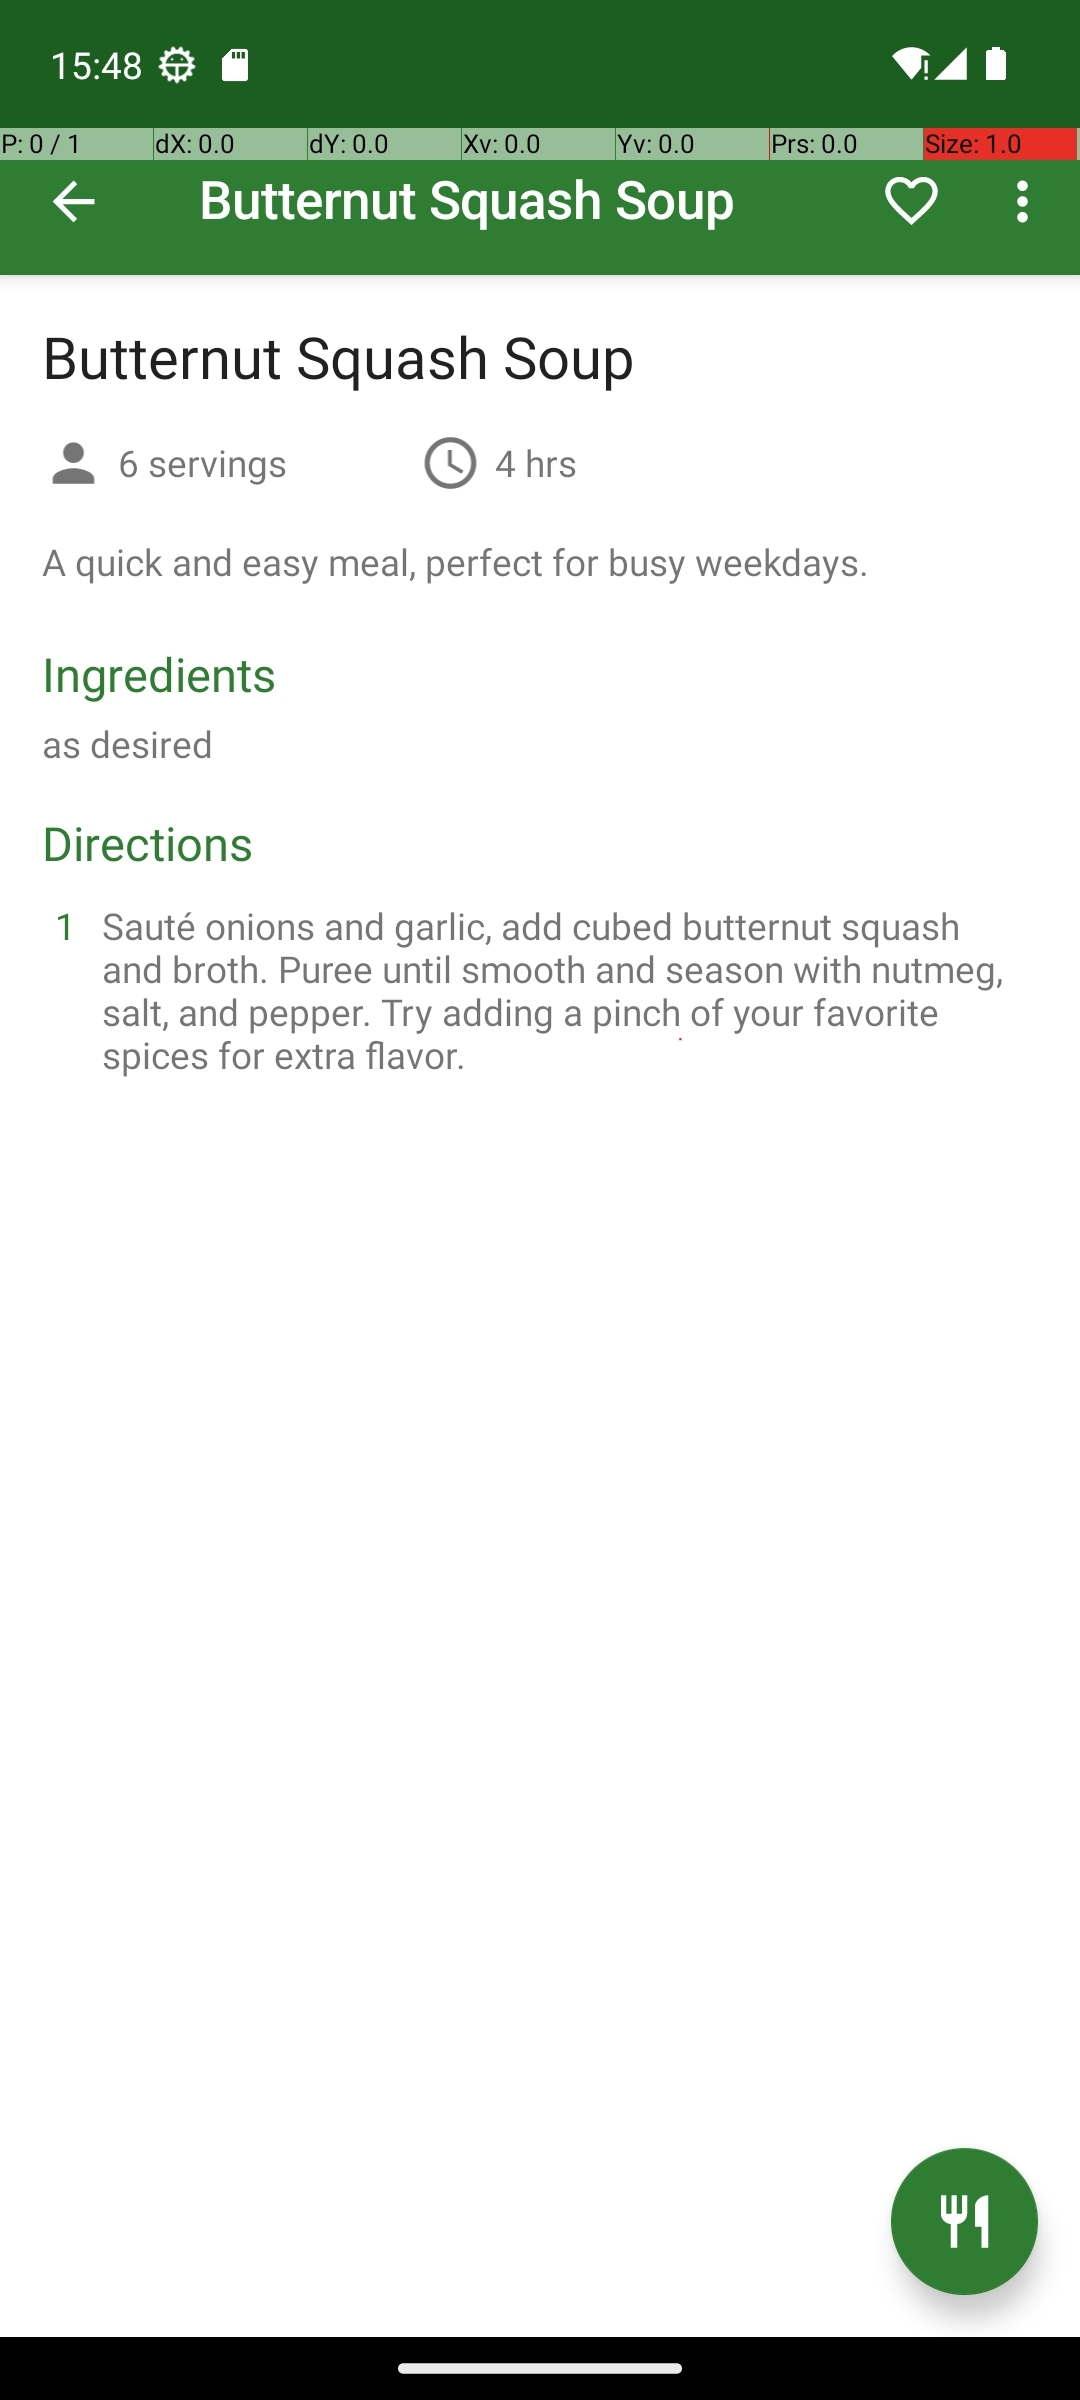 15:48
P: 0 / 1 dX: 0.0 dY: 0.0 Xv: 0.0 Yv: 0.0 Prs: 0.0 Size: 1.0
Butternut Squash Soup
Butternut Squash Soup
6 servings 4 hrs
A quick and easy meal, perfect for busy weekdays.
Ingredients
as desired
Directions
1 Sauté onions and garlic, add cubed butternut squash
and broth. Puree until smooth and season with nutmeg,
salt, and pepper. Try adding a pinch of your favorite
spices for extra flavor.